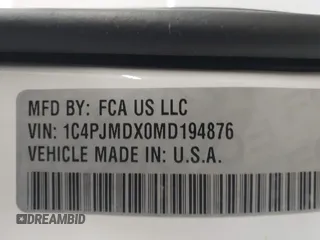 MFD BY: FCA US LLC
VIN: 1C4PJMDX0MD194876
VEHICLE MADE IN: U.S.A.
DREAMBID